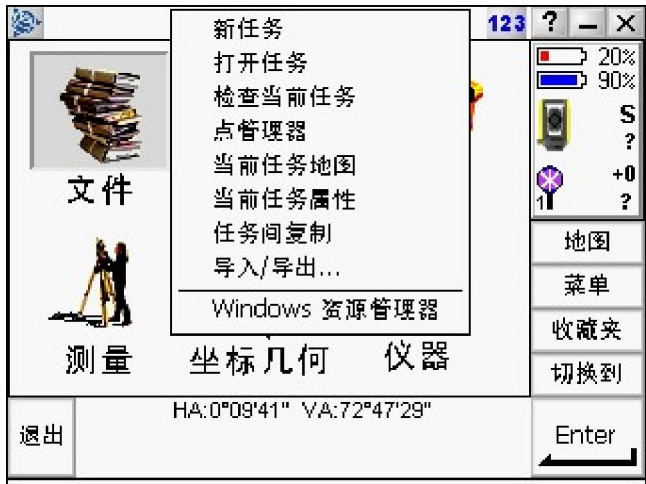 123 ? — ×
新任务
打开任务
检查当前任务
点管理器
当前任务地图
当前任务属性
任务间复制
导入/导出...
Windows 资源管理器
文件
测量
坐标几何
仪器
20%
90%
S
?
+0
1
?
地图
菜单
收藏夹
切换到
退出
HA:0°09'41" VA:72°47'29"
Enter